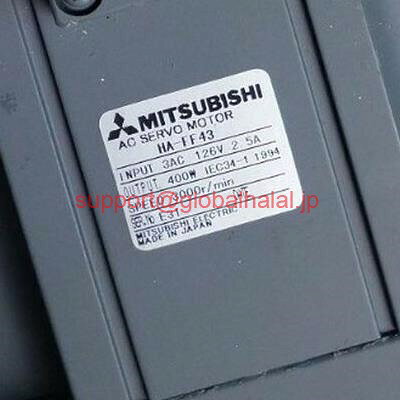 MITSUBISHI
AC SERVO MOTOR
HA-FF43
INPUT 3AC 126V 2.5A
OUTPUT 400W IEC34-1 1994
SPEED 3000r/min
support@globalhalal.jp
MITSUBISHI ELECTRIC
MADE IN JAPAN